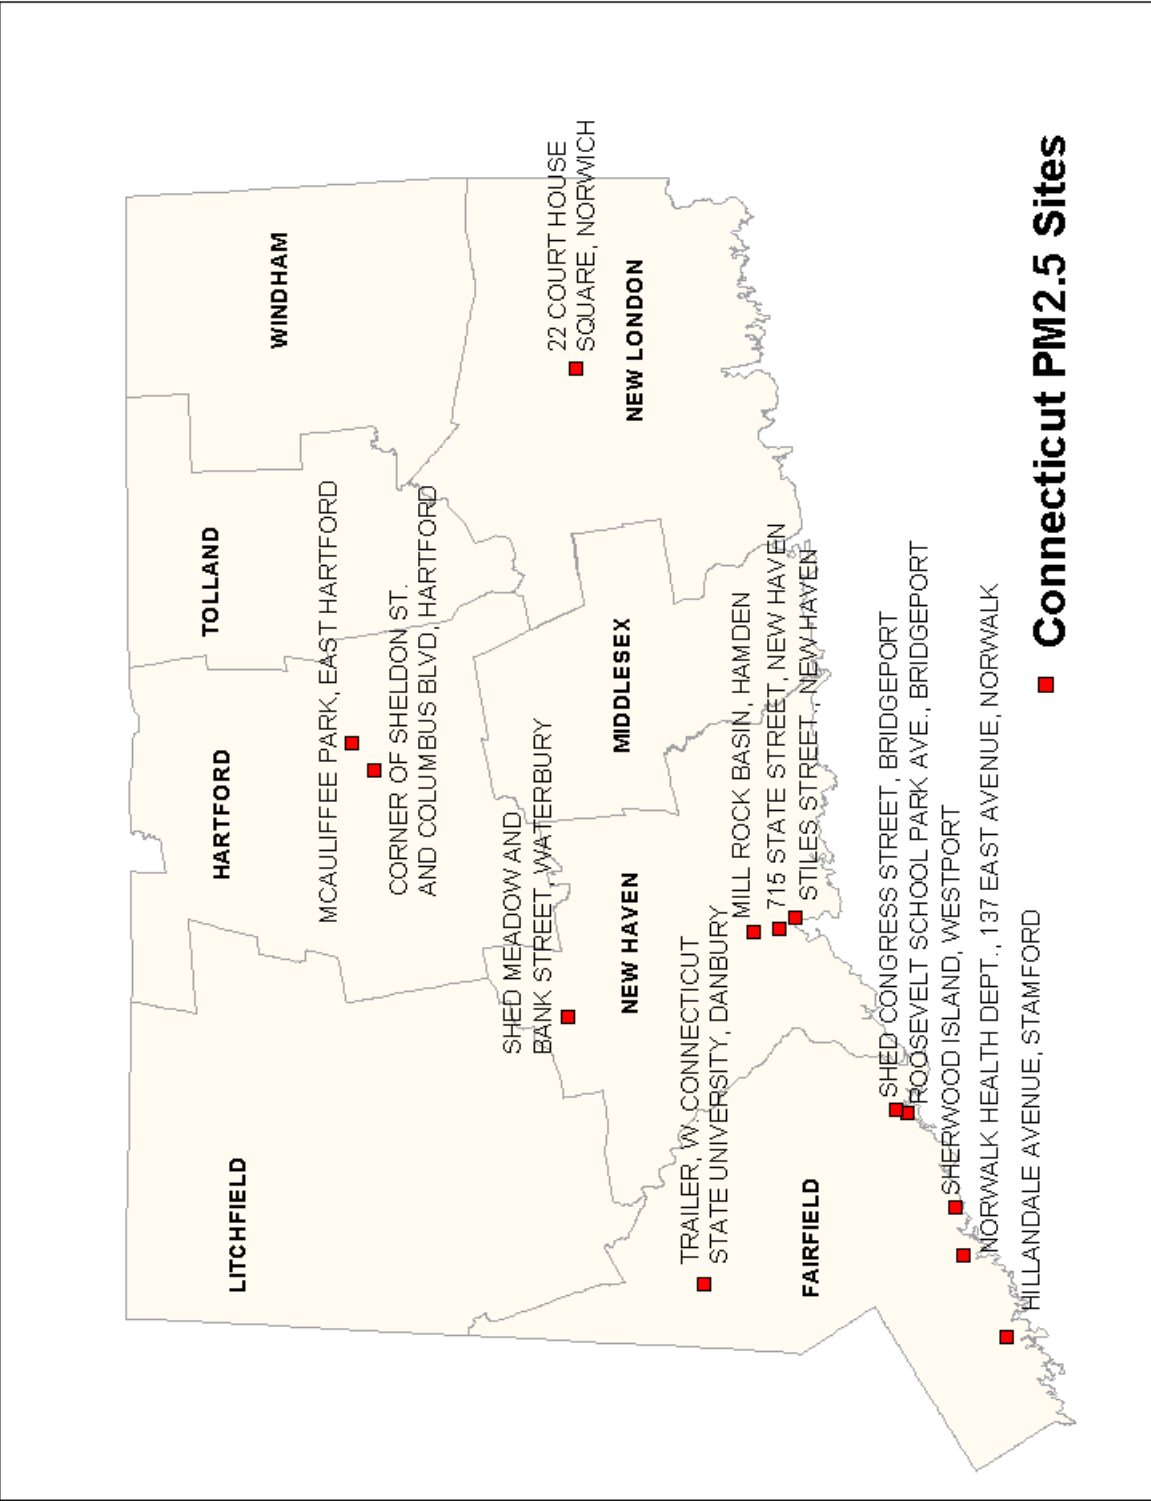 LITCHFIELD
HARTFORD
TOLLAND
WINDHAM
MCAULIFFEE PARK, EAST HARTFORD
CORNER OF SHELDON ST.
AND COLUMBUS BLVD, HARTFORD
SHED MEADOW AND
BANK STREET, WATERBURY
22 COURT HOUSE
SQUARE, NORWICH
NEW HAVEN
MIDDLESEX
NEW LONDON
TRAILER, W. CONNECTICUT
STATE UNIVERSITY, DANBURY
MILL ROCK BASIN, HAMDEN
715 STATE STREET, NEW HAVEN
STILES STREET., NEW HAVEN
FAIRFIELD
SHED CONGRESS STREET, BRIDGEPORT
ROOSEVELT SCHOOL PARK AVE., BRIDGEPORT
SHERWOOD ISLAND, WESTPORT
NORWALK HEALTH DEPT., 137 EAST AVENUE, NORWALK
HILLANDALE AVENUE, STAMFORD
Connecticut PM2.5 Sites